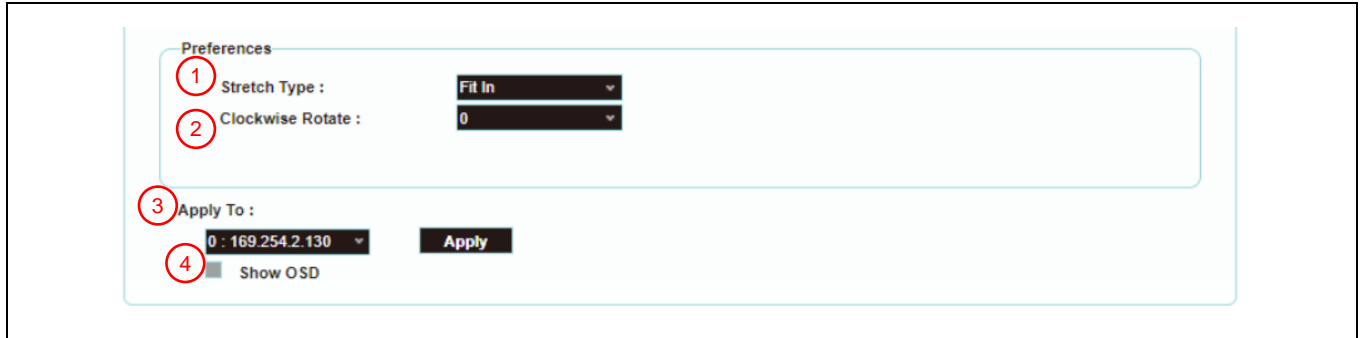 Preferences
1 Stretch Type : Fit In
2 Clockwise Rotate : 0
3 Apply To :
0 : 169.254.2.130 Apply
4 Show OSD